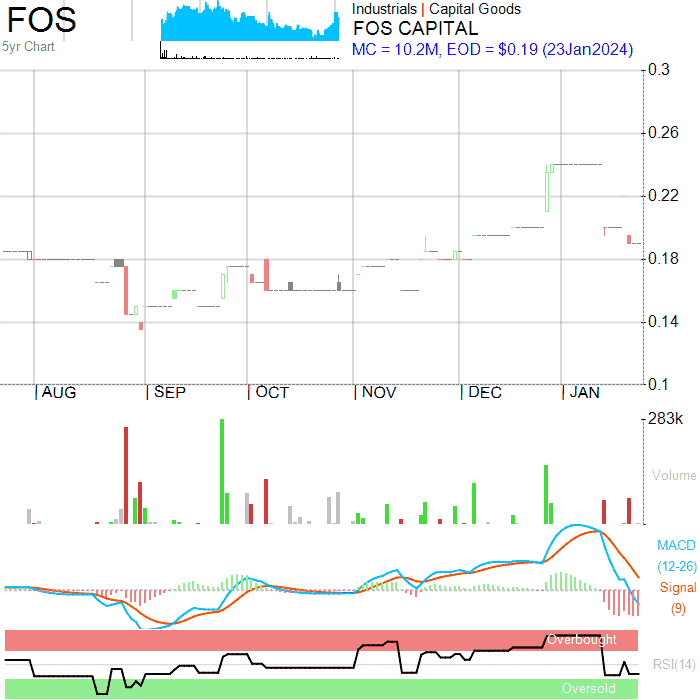 FOS
5yr Chart
Industrials | Capital Goods
FOS CAPITAL
MC = 10.2M, EOD = $0.19 (23Jan2024)
0.3
0.26
0.22
0.18
0.14
0.1
AUG SEP OCT NOV DEC JAN
283k
Volume
MACD
(12-26)
Signal
(9)
Overbought
RSI(14)
Oversold